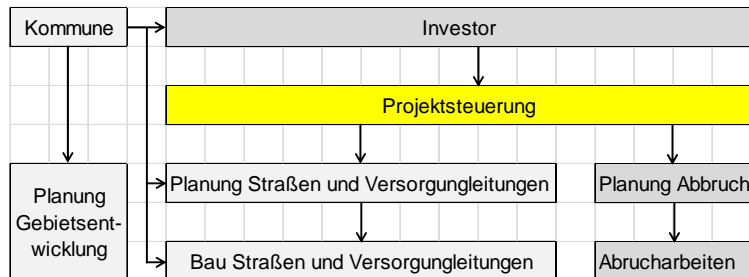 Kommune
Investor
Projektsteuerung
Planung
Gebietsent-
wicklung
Planung Straßen und Versorgungleitungen
Planung Abbruch
Bau Straßen und Versorgungleitungen
Abrucharbeiten